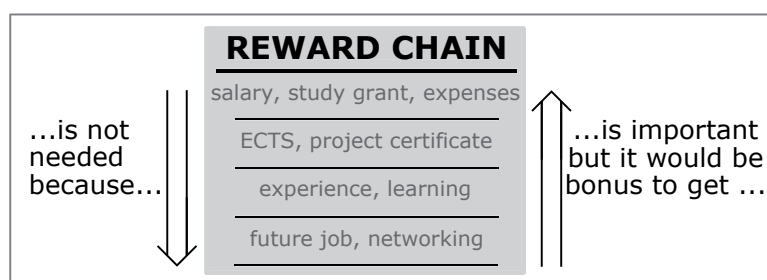 REWARD CHAIN
salary, study grant, expenses
ECTS, project certificate
experience, learning
future job, networking
...is not
needed
because...
...is important
but it would be
bonus to get ...